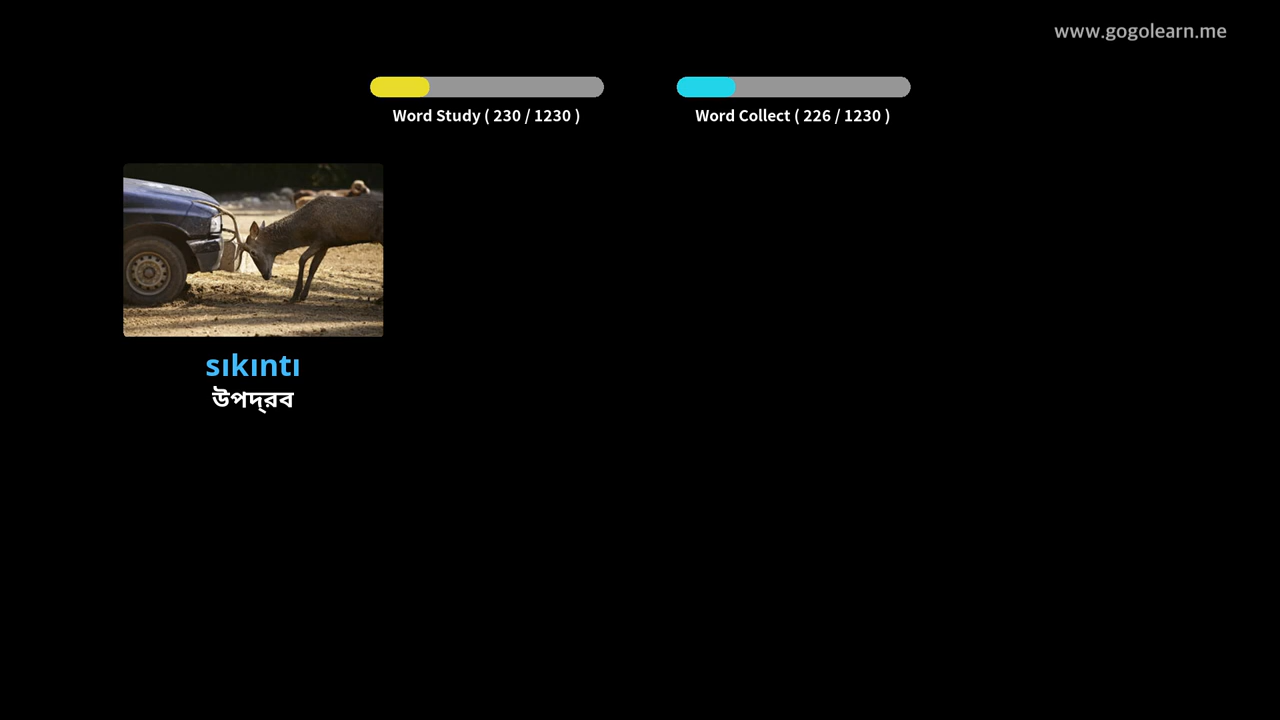 www.gogolearn.me
Word Study ( 230 / 1230 )
Word Collect ( 226 / 1230 )
sıkıntı
উপদ্রব